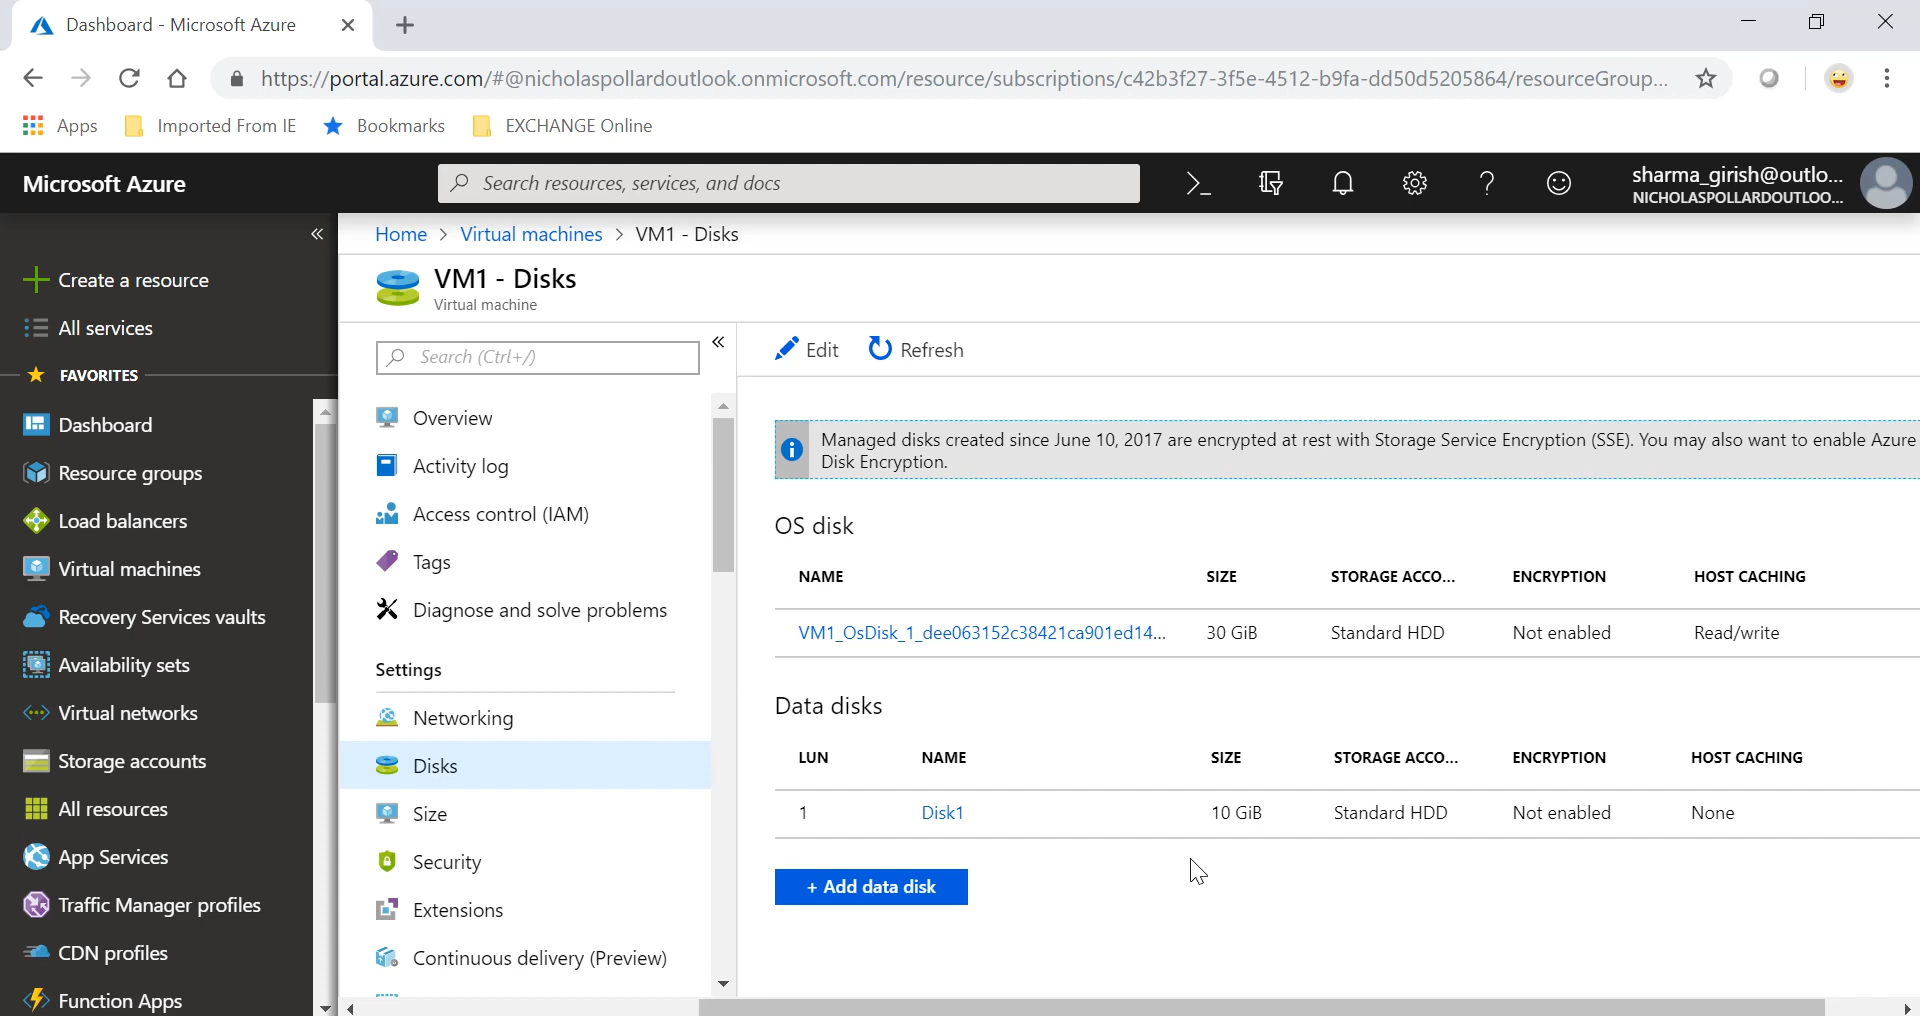 Dashboard - Microsoft Azure
https://portal.azure.com/#@nicholaspollardoutlook.onmicrosoft.com/resource/subscriptions/c42b3f27-3f5e-4512-b9fa-dd50d5205864/resourceGroup...
Apps Imported From IE Bookmarks EXCHANGE Online
Microsoft Azure
Search resources, services, and docs
sharma_girish@outlo...
NICHOLASPOLLARDOUTLOO...
Create a resource
All services
FAVORITES
Dashboard
Resource groups
Load balancers
Virtual machines
Recovery Services vaults
Availability sets
Virtual networks
Storage accounts
All resources
App Services
Traffic Manager profiles
CDN profiles
Function Apps
Home > Virtual machines > VM1 - Disks
VM1 - Disks
Virtual machine
Search (Ctrl+/)
Overview
Activity log
Access control (IAM)
Tags
Diagnose and solve problems
Settings
Networking
Disks
Size
Security
Extensions
Continuous delivery (Preview)
Edit Refresh
Managed disks created since June 10, 2017 are encrypted at rest with Storage Service Encryption (SSE). You may also want to enable Azure
Disk Encryption.
OS disk
NAME SIZE STORAGE ACCO... ENCRYPTION HOST CACHING
VM1_OsDisk_1_dee063152c38421ca901ed14... 30 GiB Standard HDD Not enabled Read/write
Data disks
LUN NAME SIZE STORAGE ACCO... ENCRYPTION HOST CACHING
1 Disk1 10 GiB Standard HDD Not enabled None
+ Add data disk